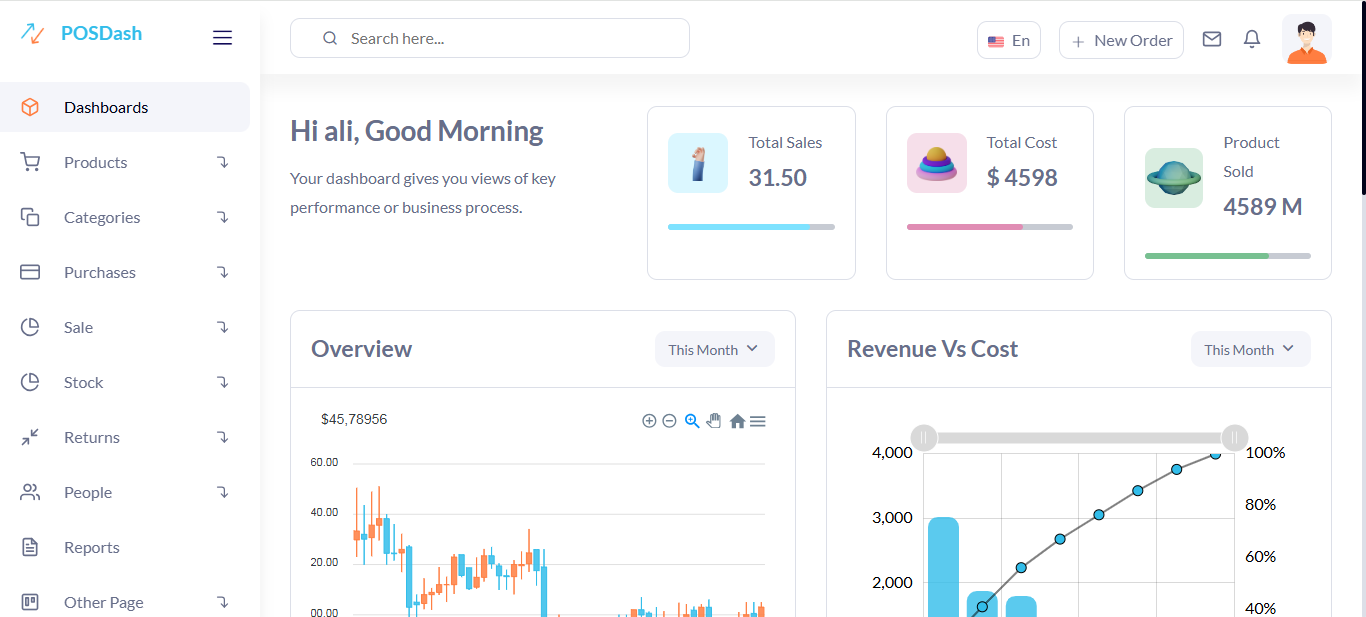 POSDash
Search here...
En
New Order
Dashboards
Products
Categories
Purchases
Sale
Stock
Returns
People
Reports
Other Page
Hi ali, Good Morning
Your dashboard gives you views of key
performance or business process.
Total Sales
31.50
Total Cost
$ 4598
Product
Sold
4589 M
Overview
This Month
$45,78956
60.00
40.00
20.00
00.00
Revenue Vs Cost
This Month
4,000
3,000
2,000
100%
80%
60%
40%